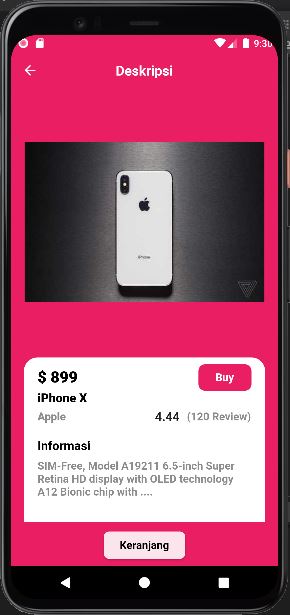 9:30
Deskripsi
iPhone
$ 899
Buy
iPhone X
Apple
4.44 (120 Review)
Informasi
SIM-Free, Model A19211 6.5-inch Super
Retina HD display with OLED technology
A12 Bionic chip with ....
Keranjang